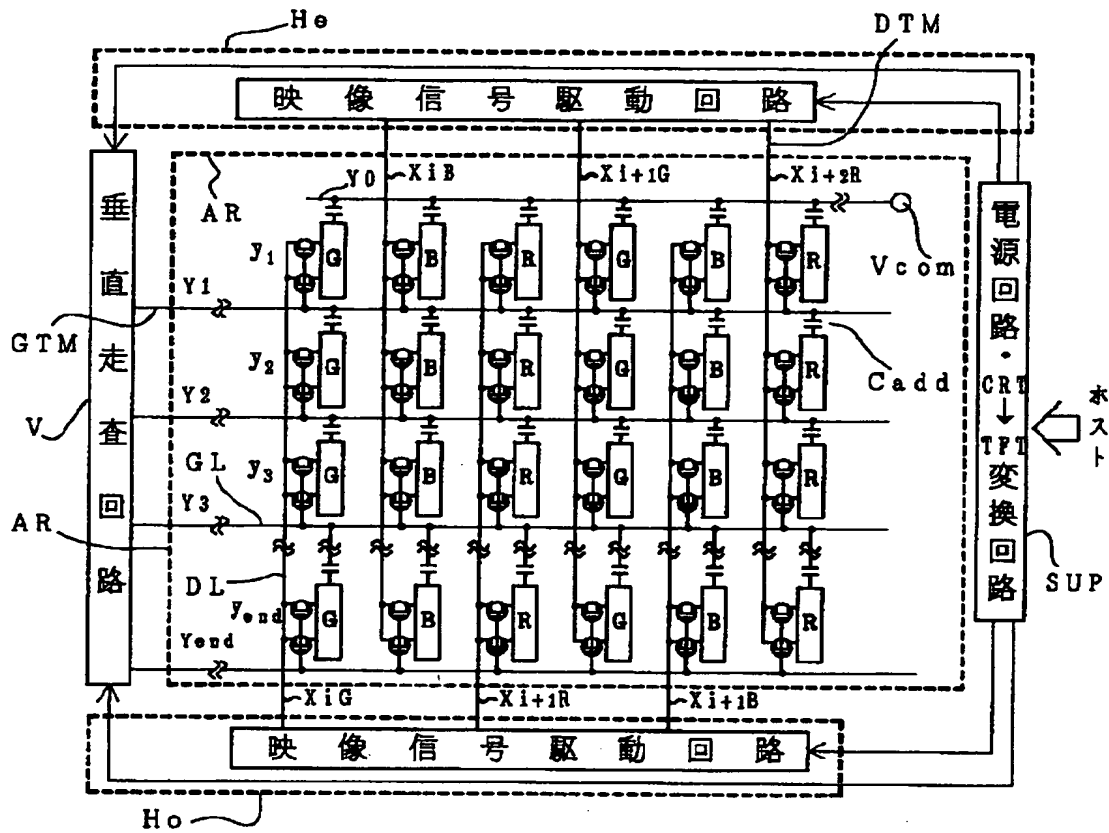 He
DTM
映像信号駆動回路
AR
Y0
XiB
Xi+1G
Xi+2R
Vcom
垂直走査回路
電源回路・CRT→TFT変換回路
ホスト
SUP
y1
G B R G B R
Y1
GTM
Cadd
y2
G B R G B R
Y2
V
y3
G B R G B R
GL
Y3
AR
DL
yend
G B R G B R
Yend
XiG
Xi+1R
Xi+1B
映像信号駆動回路
Ho